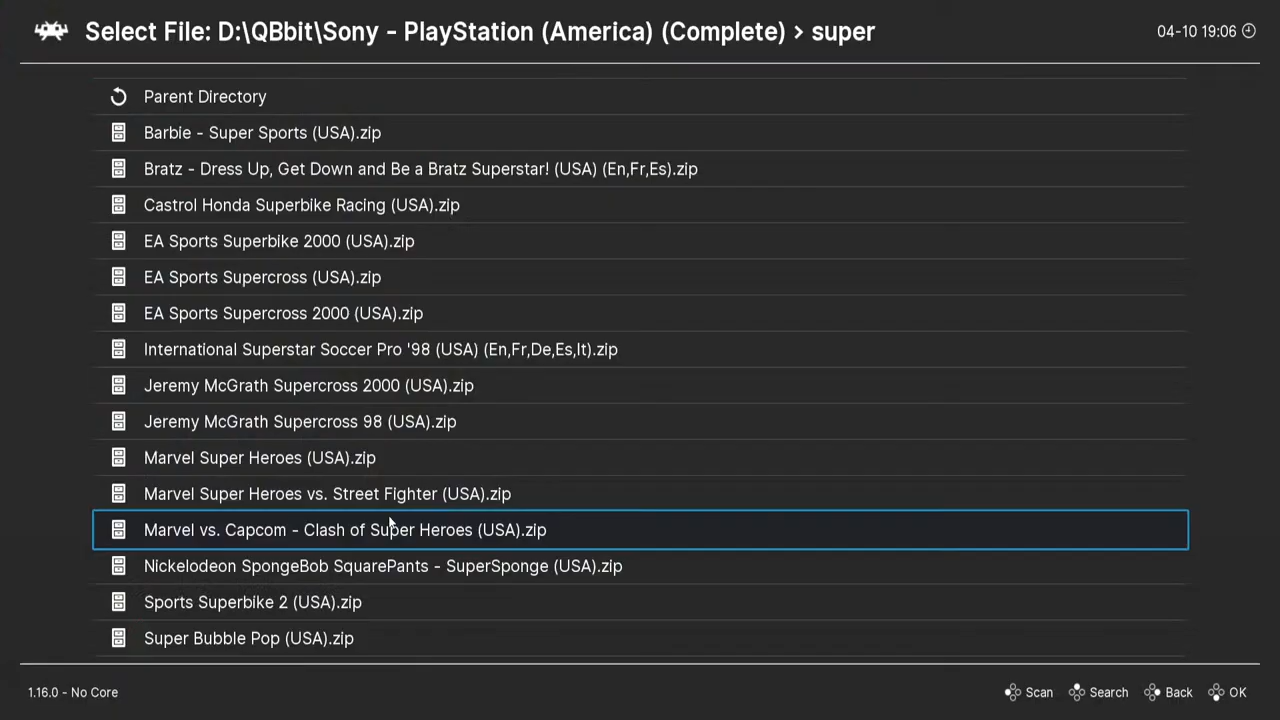 Select File: D:\QBbit\Sony - PlayStation (America) (Complete) > super
04-10 19:06
Parent Directory
Barbie - Super Sports (USA).zip
Bratz - Dress Up, Get Down and Be a Bratz Superstar! (USA) (En,Fr,Es).zip
Castrol Honda Superbike Racing (USA).zip
EA Sports Superbike 2000 (USA).zip
EA Sports Supercross (USA).zip
EA Sports Supercross 2000 (USA).zip
International Superstar Soccer Pro '98 (USA) (En,Fr,De,Es,It).zip
Jeremy McGrath Supercross 2000 (USA).zip
Jeremy McGrath Supercross 98 (USA).zip
Marvel Super Heroes (USA).zip
Marvel Super Heroes vs. Street Fighter (USA).zip
Marvel vs. Capcom - Clash of Super Heroes (USA).zip
Nickelodeon SpongeBob SquarePants - SuperSponge (USA).zip
Sports Superbike 2 (USA).zip
Super Bubble Pop (USA).zip
1.16.0 - No Core
Scan Search Back OK